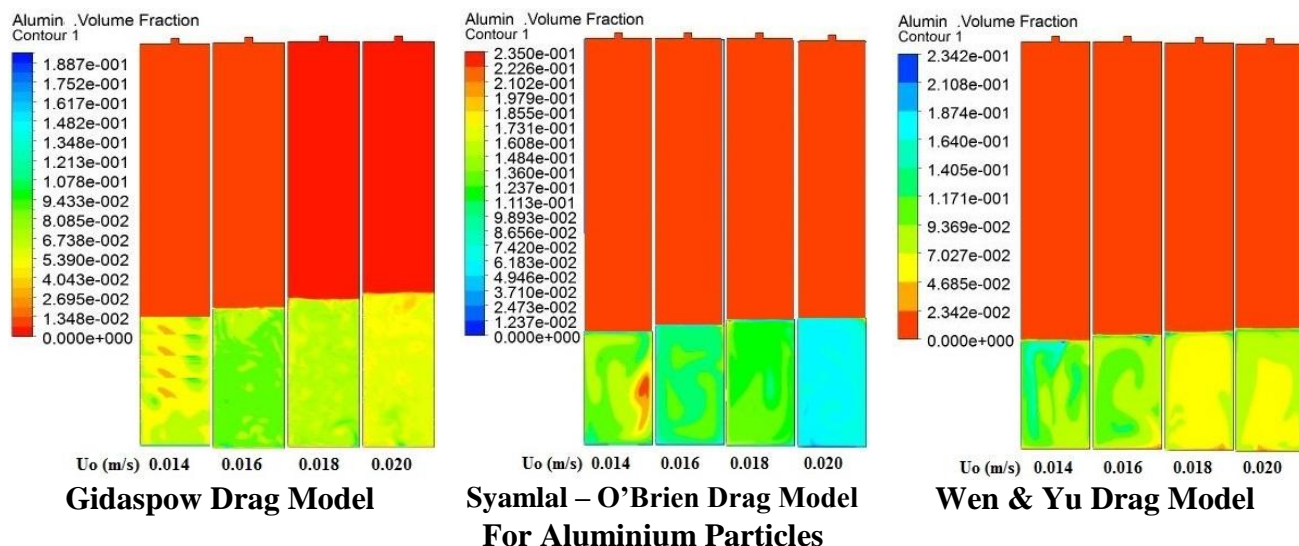 Alumin .Volume Fraction
Contour 1
1.887e-001
1.752e-001
1.617e-001
1.482e-001
1.348e-001
1.213e-001
1.078e-001
9.433e-002
8.085e-002
6.738e-002
5.390e-002
4.043e-002
2.695e-002
1.348e-002
0.000e+000
Uo (m/s) 0.014 0.016 0.018 0.020
Gidaspow Drag Model
Alumin .Volume Fraction
Contour 1
2.350e-001
2.226e-001
2.102e-001
1.979e-001
1.855e-001
1.731e-001
1.608e-001
1.484e-001
1.360e-001
1.237e-001
1.113e-001
9.893e-002
8.656e-002
7.420e-002
6.183e-002
4.946e-002
3.710e-002
2.473e-002
1.237e-002
0.000e+000
Uo (m/s) 0.014 0.016 0.018 0.020
Syamlal – O’Brien Drag Model
For Aluminium Particles
Alumin .Volume Fraction
Contour 1
2.342e-001
2.108e-001
1.874e-001
1.640e-001
1.405e-001
1.171e-001
9.369e-002
7.027e-002
4.685e-002
2.342e-002
0.000e+000
Uo (m/s) 0.014 0.016 0.018 0.020
Wen & Yu Drag Model